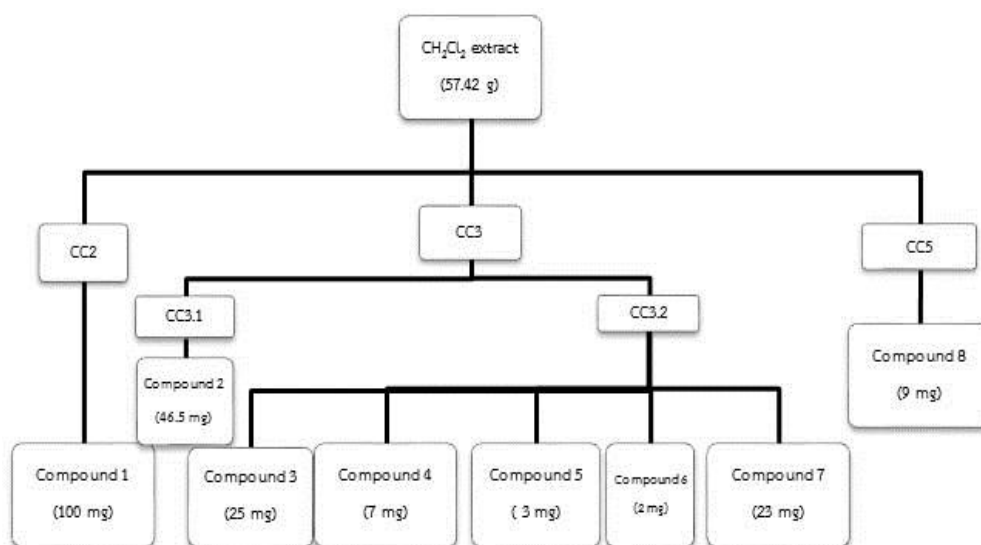 CH₂Cl₂ extract
(57.42 g)
CC2
CC3
CC5
CC3.1
CC3.2
Compound 2
(46.5 mg)
Compound 8
(9 mg)
Compound 1
(100 mg)
Compound 3
(25 mg)
Compound 4
(7 mg)
Compound 5
( 3 mg)
Compound 6
(2 mg)
Compound 7
(23 mg)